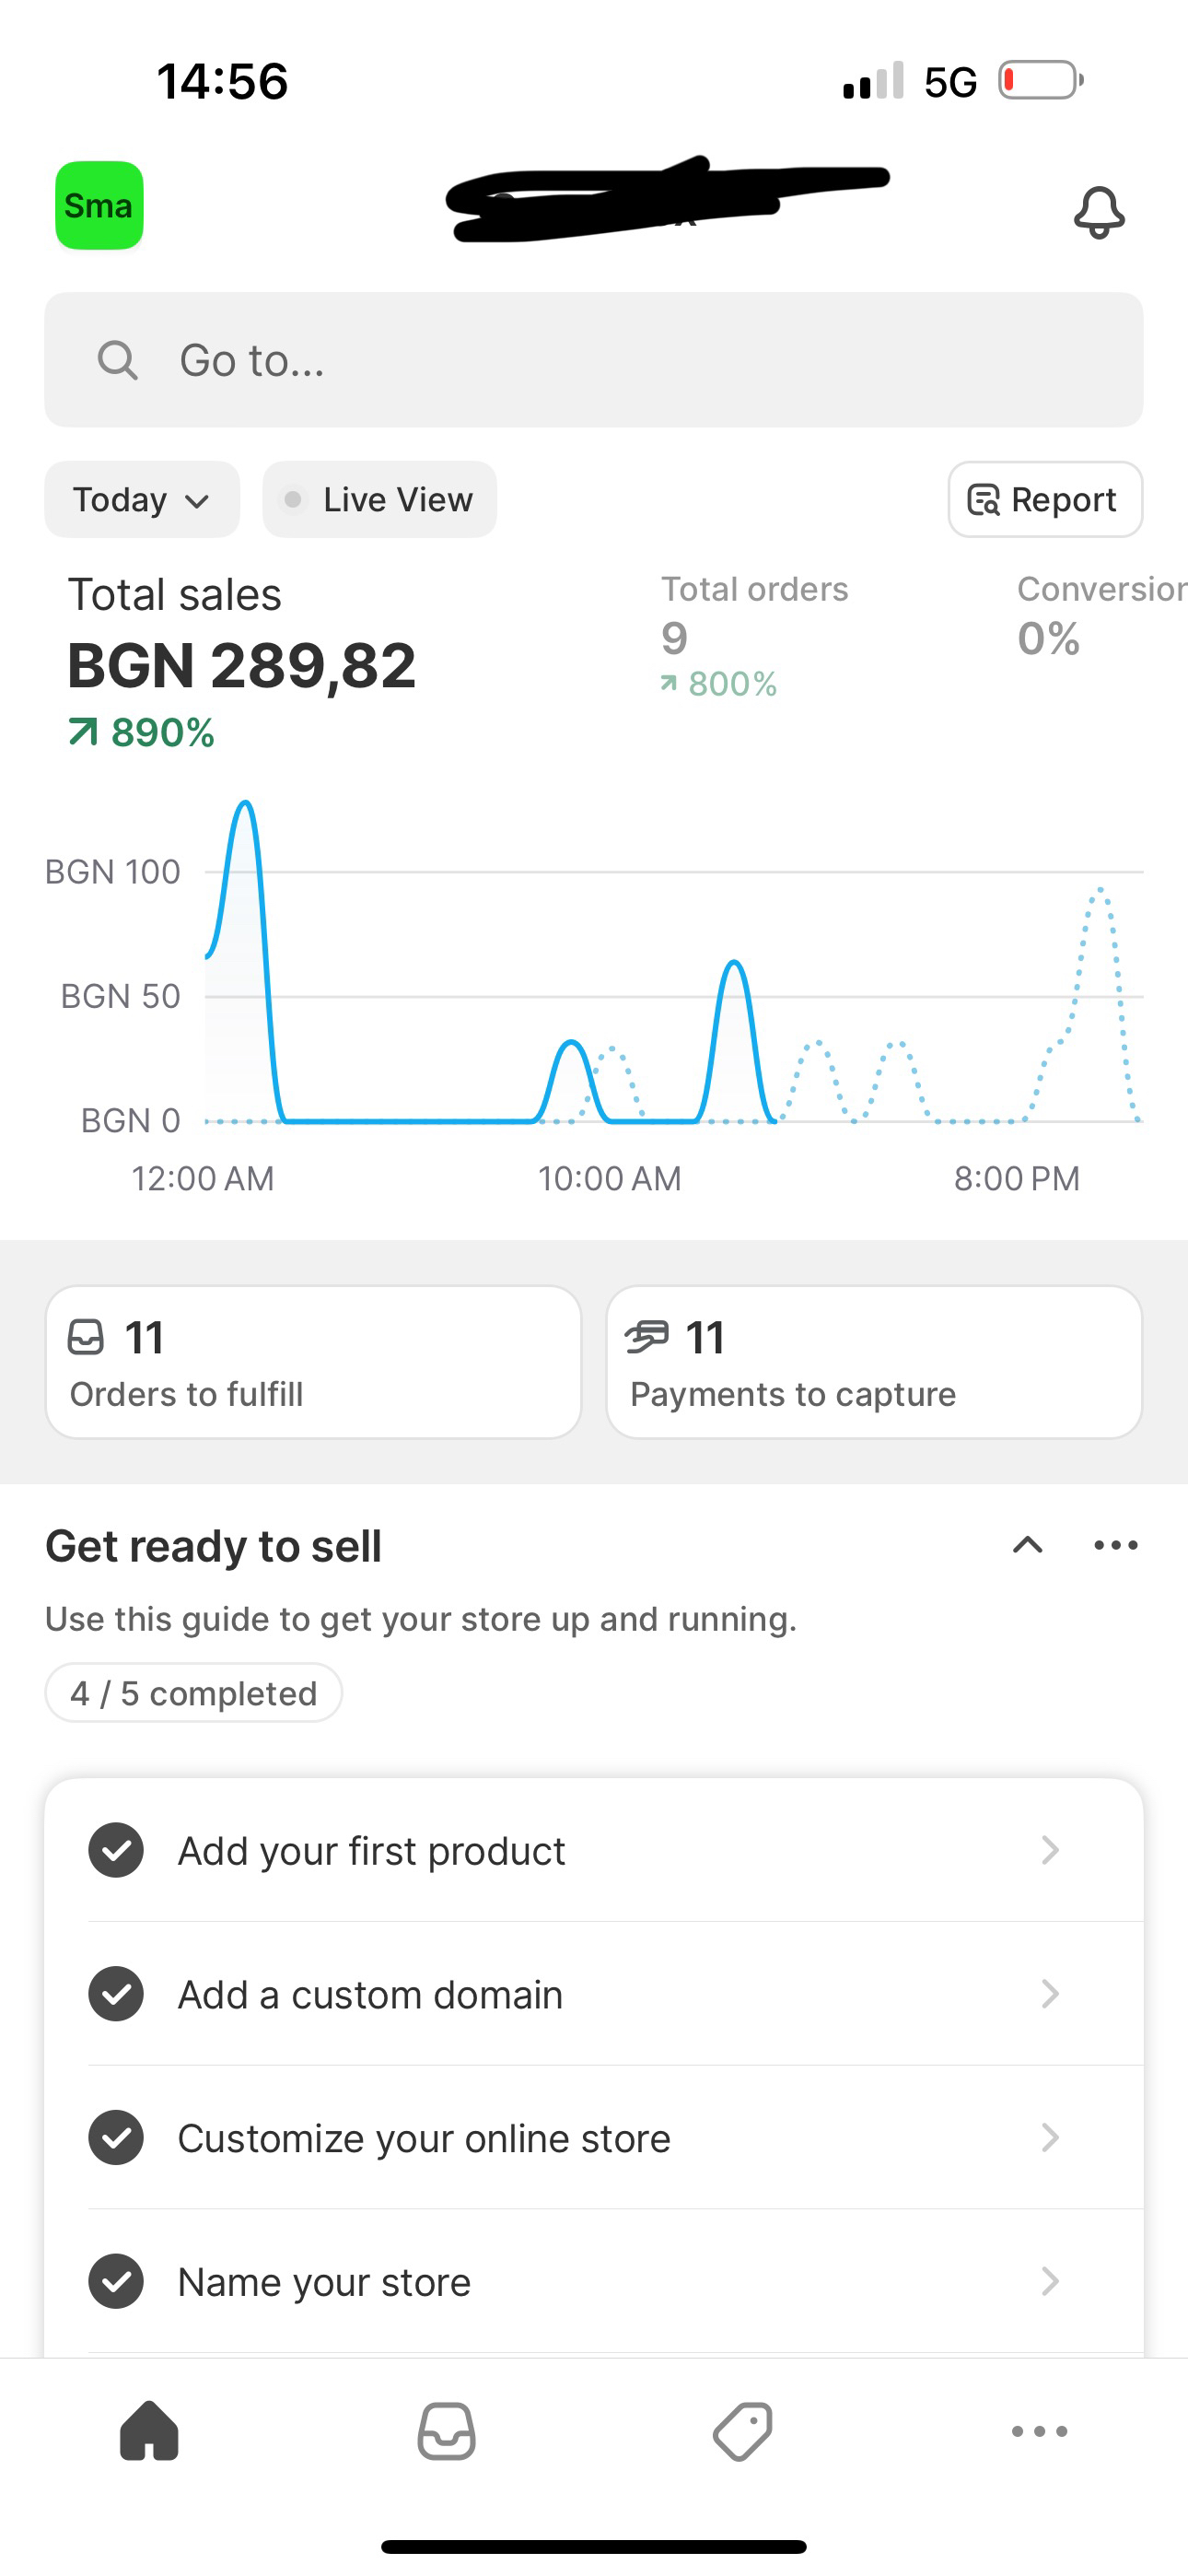 14:56 5G
Sma
Go to...
Today Live View Report
Total sales Total orders Conversion
BGN 289,82 9 0%
890% 800%
BGN 100
BGN 50
BGN 0
12:00 AM 10:00 AM 8:00 PM
11 11
Orders to fulfill Payments to capture
Get ready to sell
Use this guide to get your store up and running.
4 / 5 completed
Add your first product
Add a custom domain
Customize your online store
Name your store